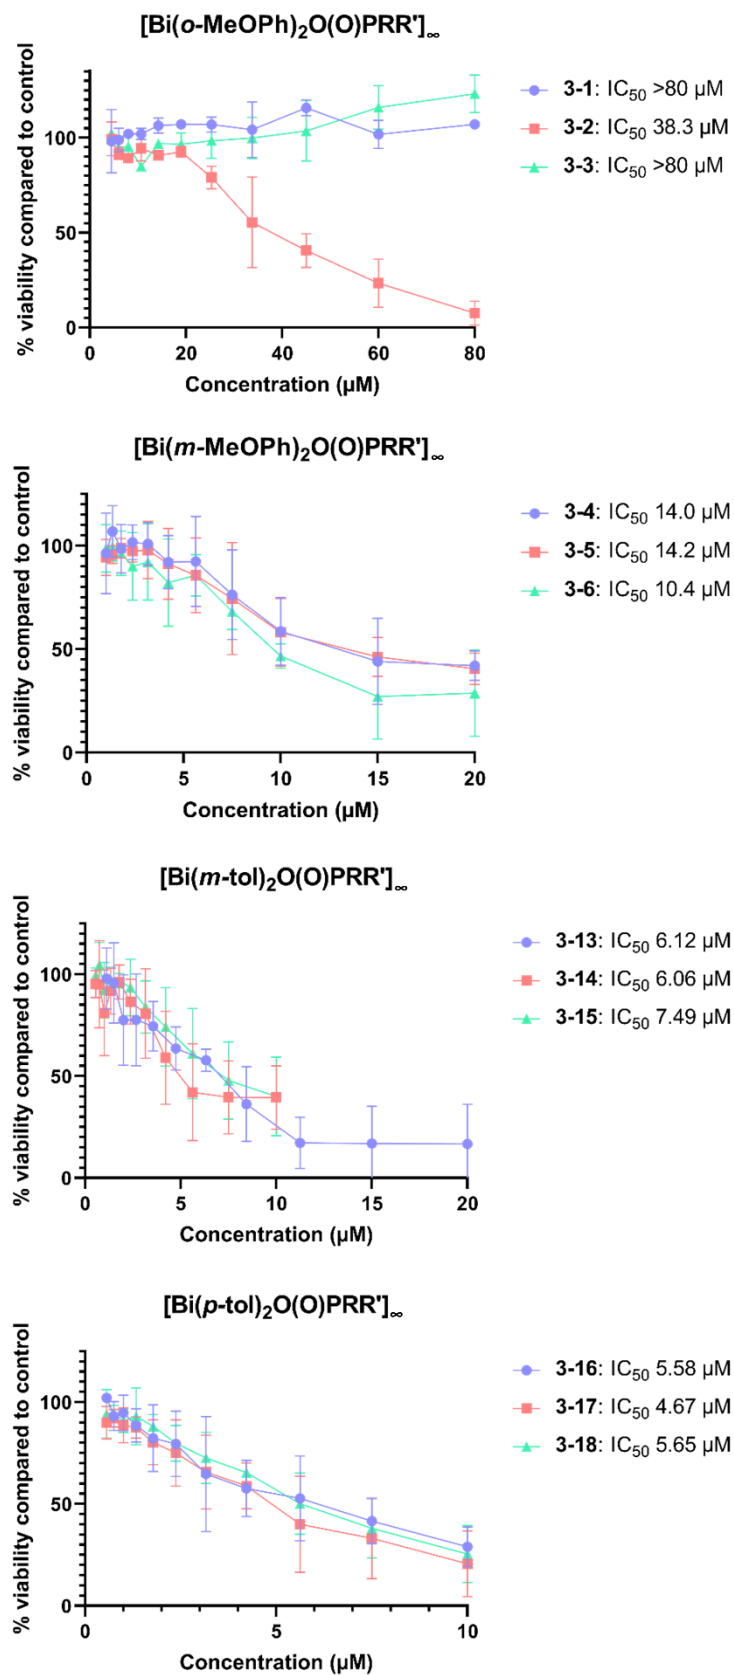 [Bi(o-MeOPh)₂O(O)PRR']∞
% viability compared to control
100
50
0
0 20 40 60 80
Concentration (µM)
3-1: IC₅₀ >80 µM
3-2: IC₅₀ 38.3 µM
3-3: IC₅₀ >80 µM
[Bi(m-MeOPh)₂O(O)PRR']∞
% viability compared to control
100
50
0
0 5 10 15 20
Concentration (µM)
3-4: IC₅₀ 14.0 µM
3-5: IC₅₀ 14.2 µM
3-6: IC₅₀ 10.4 µM
[Bi(m-tol)₂O(O)PRR']∞
% viability compared to control
100
50
0
0 5 10 15 20
Concentration (µM)
3-13: IC₅₀ 6.12 µM
3-14: IC₅₀ 6.06 µM
3-15: IC₅₀ 7.49 µM
[Bi(p-tol)₂O(O)PRR']∞
% viability compared to control
100
50
0
0 5 10
Concentration (µM)
3-16: IC₅₀ 5.58 µM
3-17: IC₅₀ 4.67 µM
3-18: IC₅₀ 5.65 µM